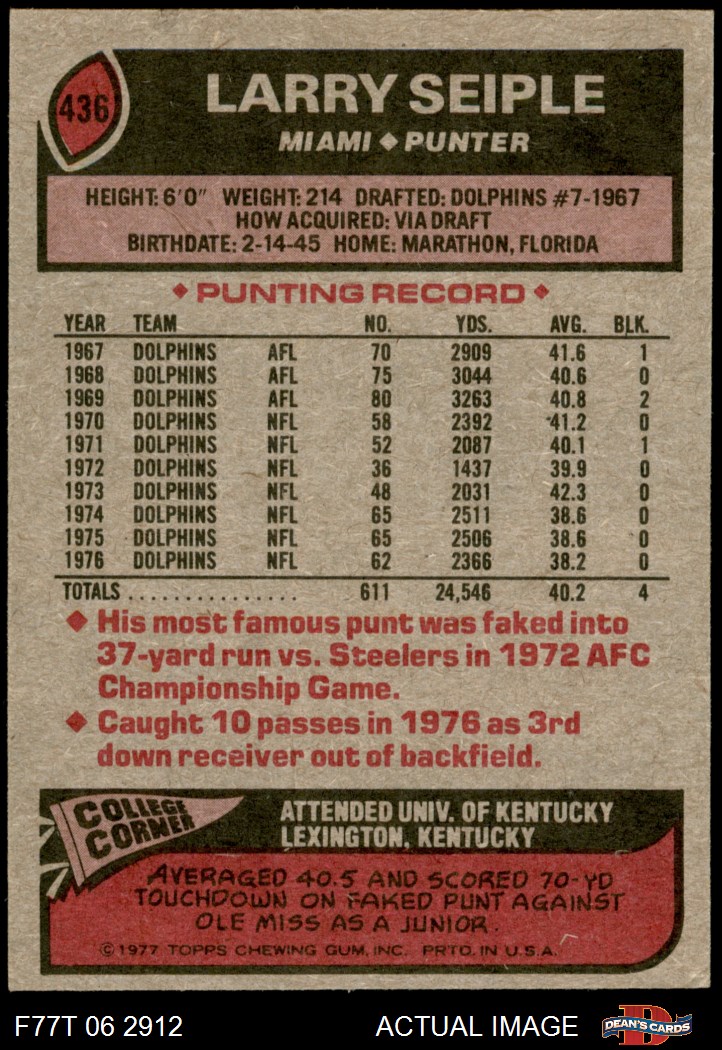 436
LARRY SEIPLE
MIAMI ◆ PUNTER
HEIGHT: 6'0" WEIGHT: 214 DRAFTED: DOLPHINS #7-1967
HOW ACQUIRED: VIA DRAFT
BIRTHDATE: 2-14-45 HOME: MARATHON, FLORIDA
◆ PUNTING RECORD ◆
YEAR TEAM NO. YDS. AVG. BLK.
1967 DOLPHINS AFL 70 2909 41.6 1
1968 DOLPHINS AFL 75 3044 40.6 0
1969 DOLPHINS AFL 80 3263 40.8 2
1970 DOLPHINS NFL 58 2392 41.2 0
1971 DOLPHINS NFL 52 2087 40.1 1
1972 DOLPHINS NFL 36 1437 39.9 0
1973 DOLPHINS NFL 48 2031 42.3 0
1974 DOLPHINS NFL 65 2511 38.6 0
1975 DOLPHINS NFL 65 2506 38.6 0
1976 DOLPHINS NFL 62 2366 38.2 0
TOTALS ............... 611 24,546 40.2 4
◆ His most famous punt was faked into
37-yard run vs. Steelers in 1972 AFC
Championship Game.
◆ Caught 10 passes in 1976 as 3rd
down receiver out of backfield.
COLLEGE
CORNER
ATTENDED UNIV. OF KENTUCKY
LEXINGTON, KENTUCKY
AVERAGED 40.5 AND SCORED 70-YD
TOUCHDOWN ON FAKED PUNT AGAINST
OLE MISS AS A JUNIOR.
© 1977 TOPPS CHEWING GUM, INC. PRTD. IN U.S.A.
F77T 06 2912 ACTUAL IMAGE
D
DEAN'S CARDS